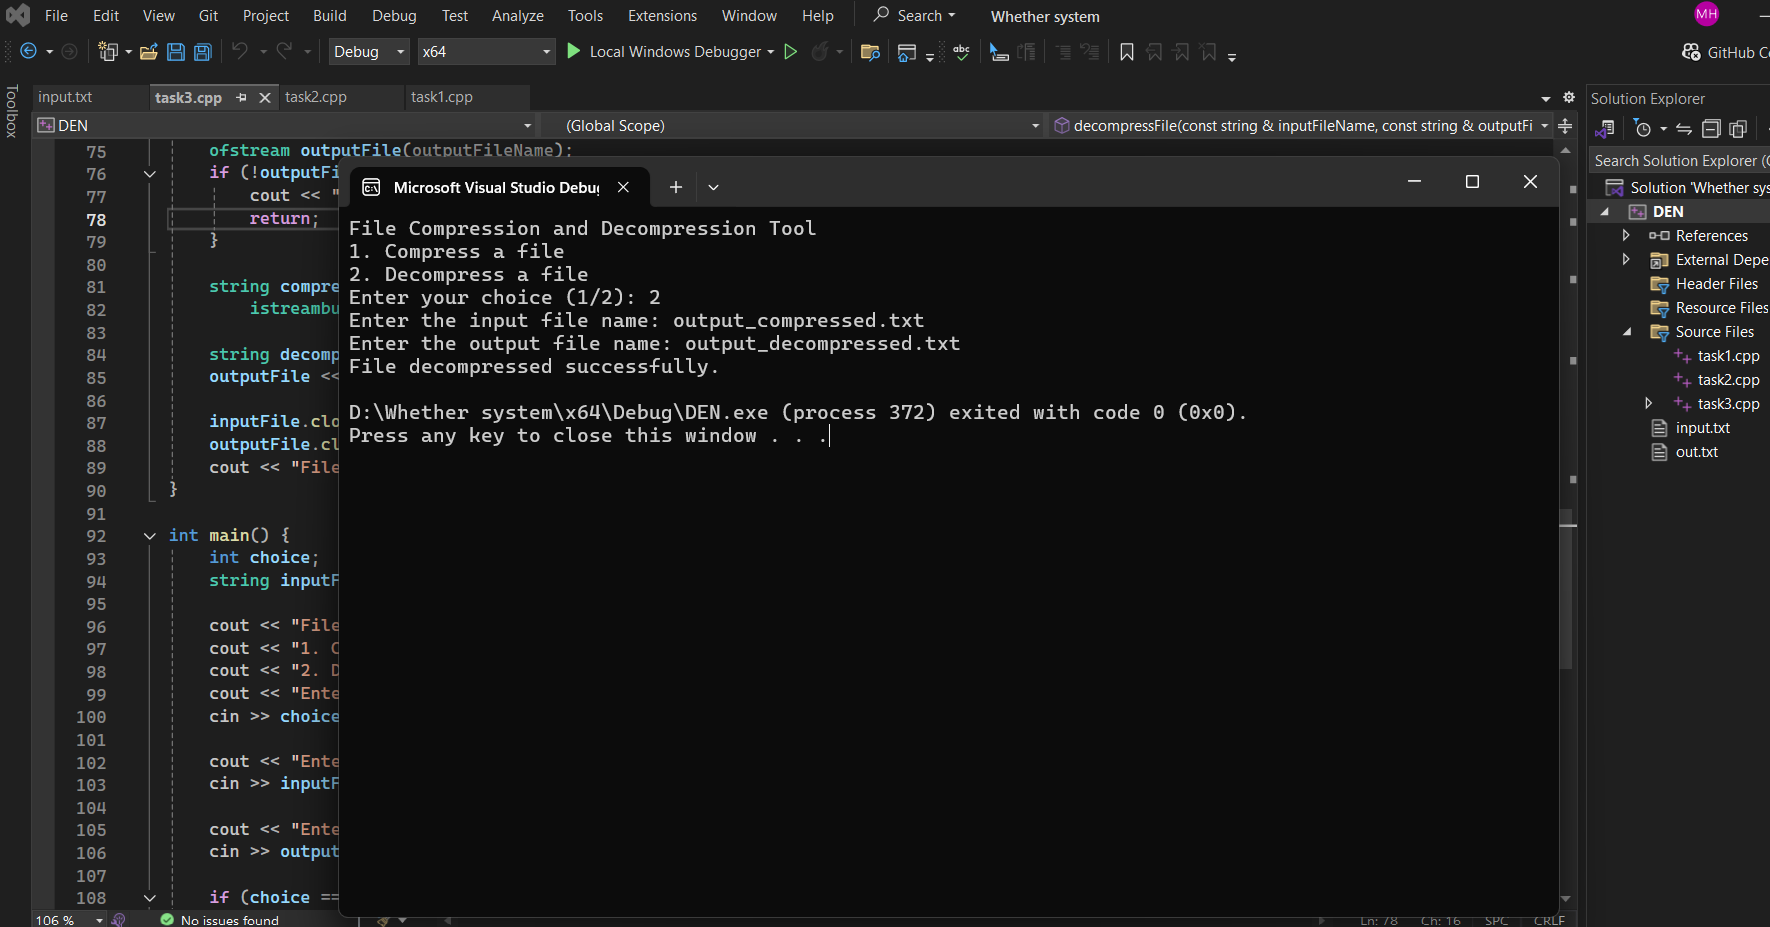 File Edit View Git Project Build Debug Test Analyze Tools Extensions Window Help Search Whether system MH
Debug x64 Local Windows Debugger abc GitHub Co
Toolbox
input.txt task3.cpp task2.cpp task1.cpp
DEN (Global Scope) decompressFile(const string & inputFileName, const string & outputFi
75 ofstream outputFile(outputFileName);
76 if (!outputFi
77 cout << "
78 return;
79 }
80
81 string compre
82 istreambu
83
84 string decomp
85 outputFile <<
86
87 inputFile.clo
88 outputFile.cl
89 cout << "File
90 }
91
92 int main() {
93 int choice;
94 string inputF
95
96 cout << "File
97 cout << "1. C
98 cout << "2. D
99 cout << "Ente
100 cin >> choice
101
102 cout << "Ente
103 cin >> inputF
104
105 cout << "Ente
106 cin >> output
107
108 if (choice ==
106 % No issues found Ln: 78 Ch: 16 SPC CRLF
Microsoft Visual Studio Debug
File Compression and Decompression Tool
1. Compress a file
2. Decompress a file
Enter your choice (1/2): 2
Enter the input file name: output_compressed.txt
Enter the output file name: output_decompressed.txt
File decompressed successfully.
D:\Whether system\x64\Debug\DEN.exe (process 372) exited with code 0 (0x0).
Press any key to close this window . . .
Solution Explorer
Search Solution Explorer (C
Solution 'Whether sys
DEN
References
External Depe
Header Files
Resource Files
Source Files
task1.cpp
task2.cpp
task3.cpp
input.txt
out.txt